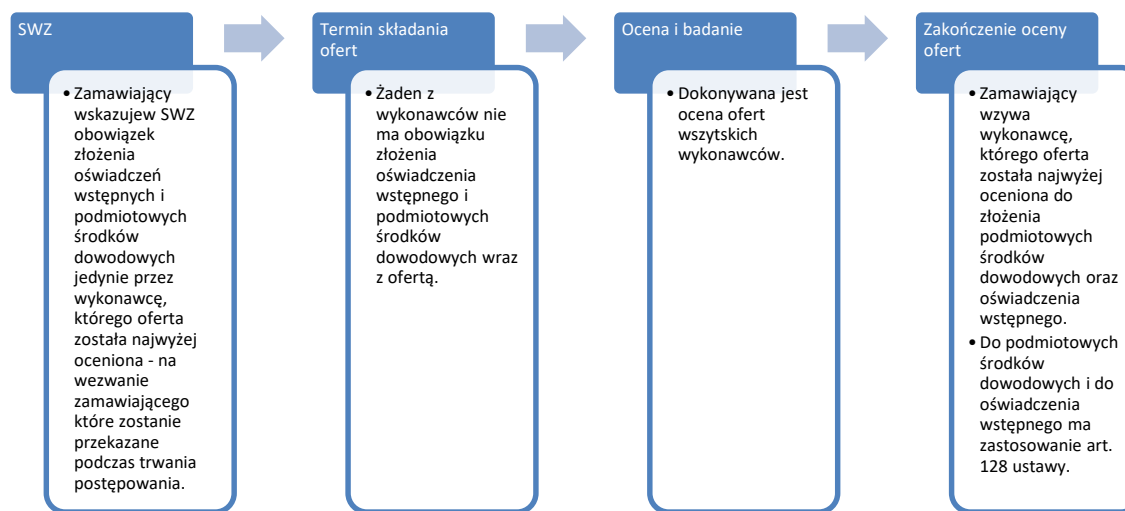 SWZ
• Zamawiający
wskazujew SWZ
obowiązek
złożenia
oświadczeń
wstępnych i
podmiotowych
środków
dowodowych
jedynie przez
wykonawcę,
którego oferta
została najwyżej
oceniona - na
wezwanie
zamawiającego
które zostanie
przekazane
podczas trwania
postępowania.
Termin składania
ofert
• Żaden z
wykonawców nie
ma obowiązku
złożenia
oświadczenia
wstępnego i
podmiotowych
środków
dowodowych wraz
z ofertą.
Ocena i badanie
• Dokonywana jest
ocena ofert
wszytskich
wykonawców.
Zakończenie oceny
ofert
• Zamawiający
wzywa
wykonawcę,
którego oferta
została najwyżej
oceniona do
złożenia
podmiotowych
środków
dowodowych oraz
oświadczenia
wstępnego.
• Do podmiotowych
środków
dowodowych i do
oświadczenia
wstępnego ma
zastosowanie art.
128 ustawy.